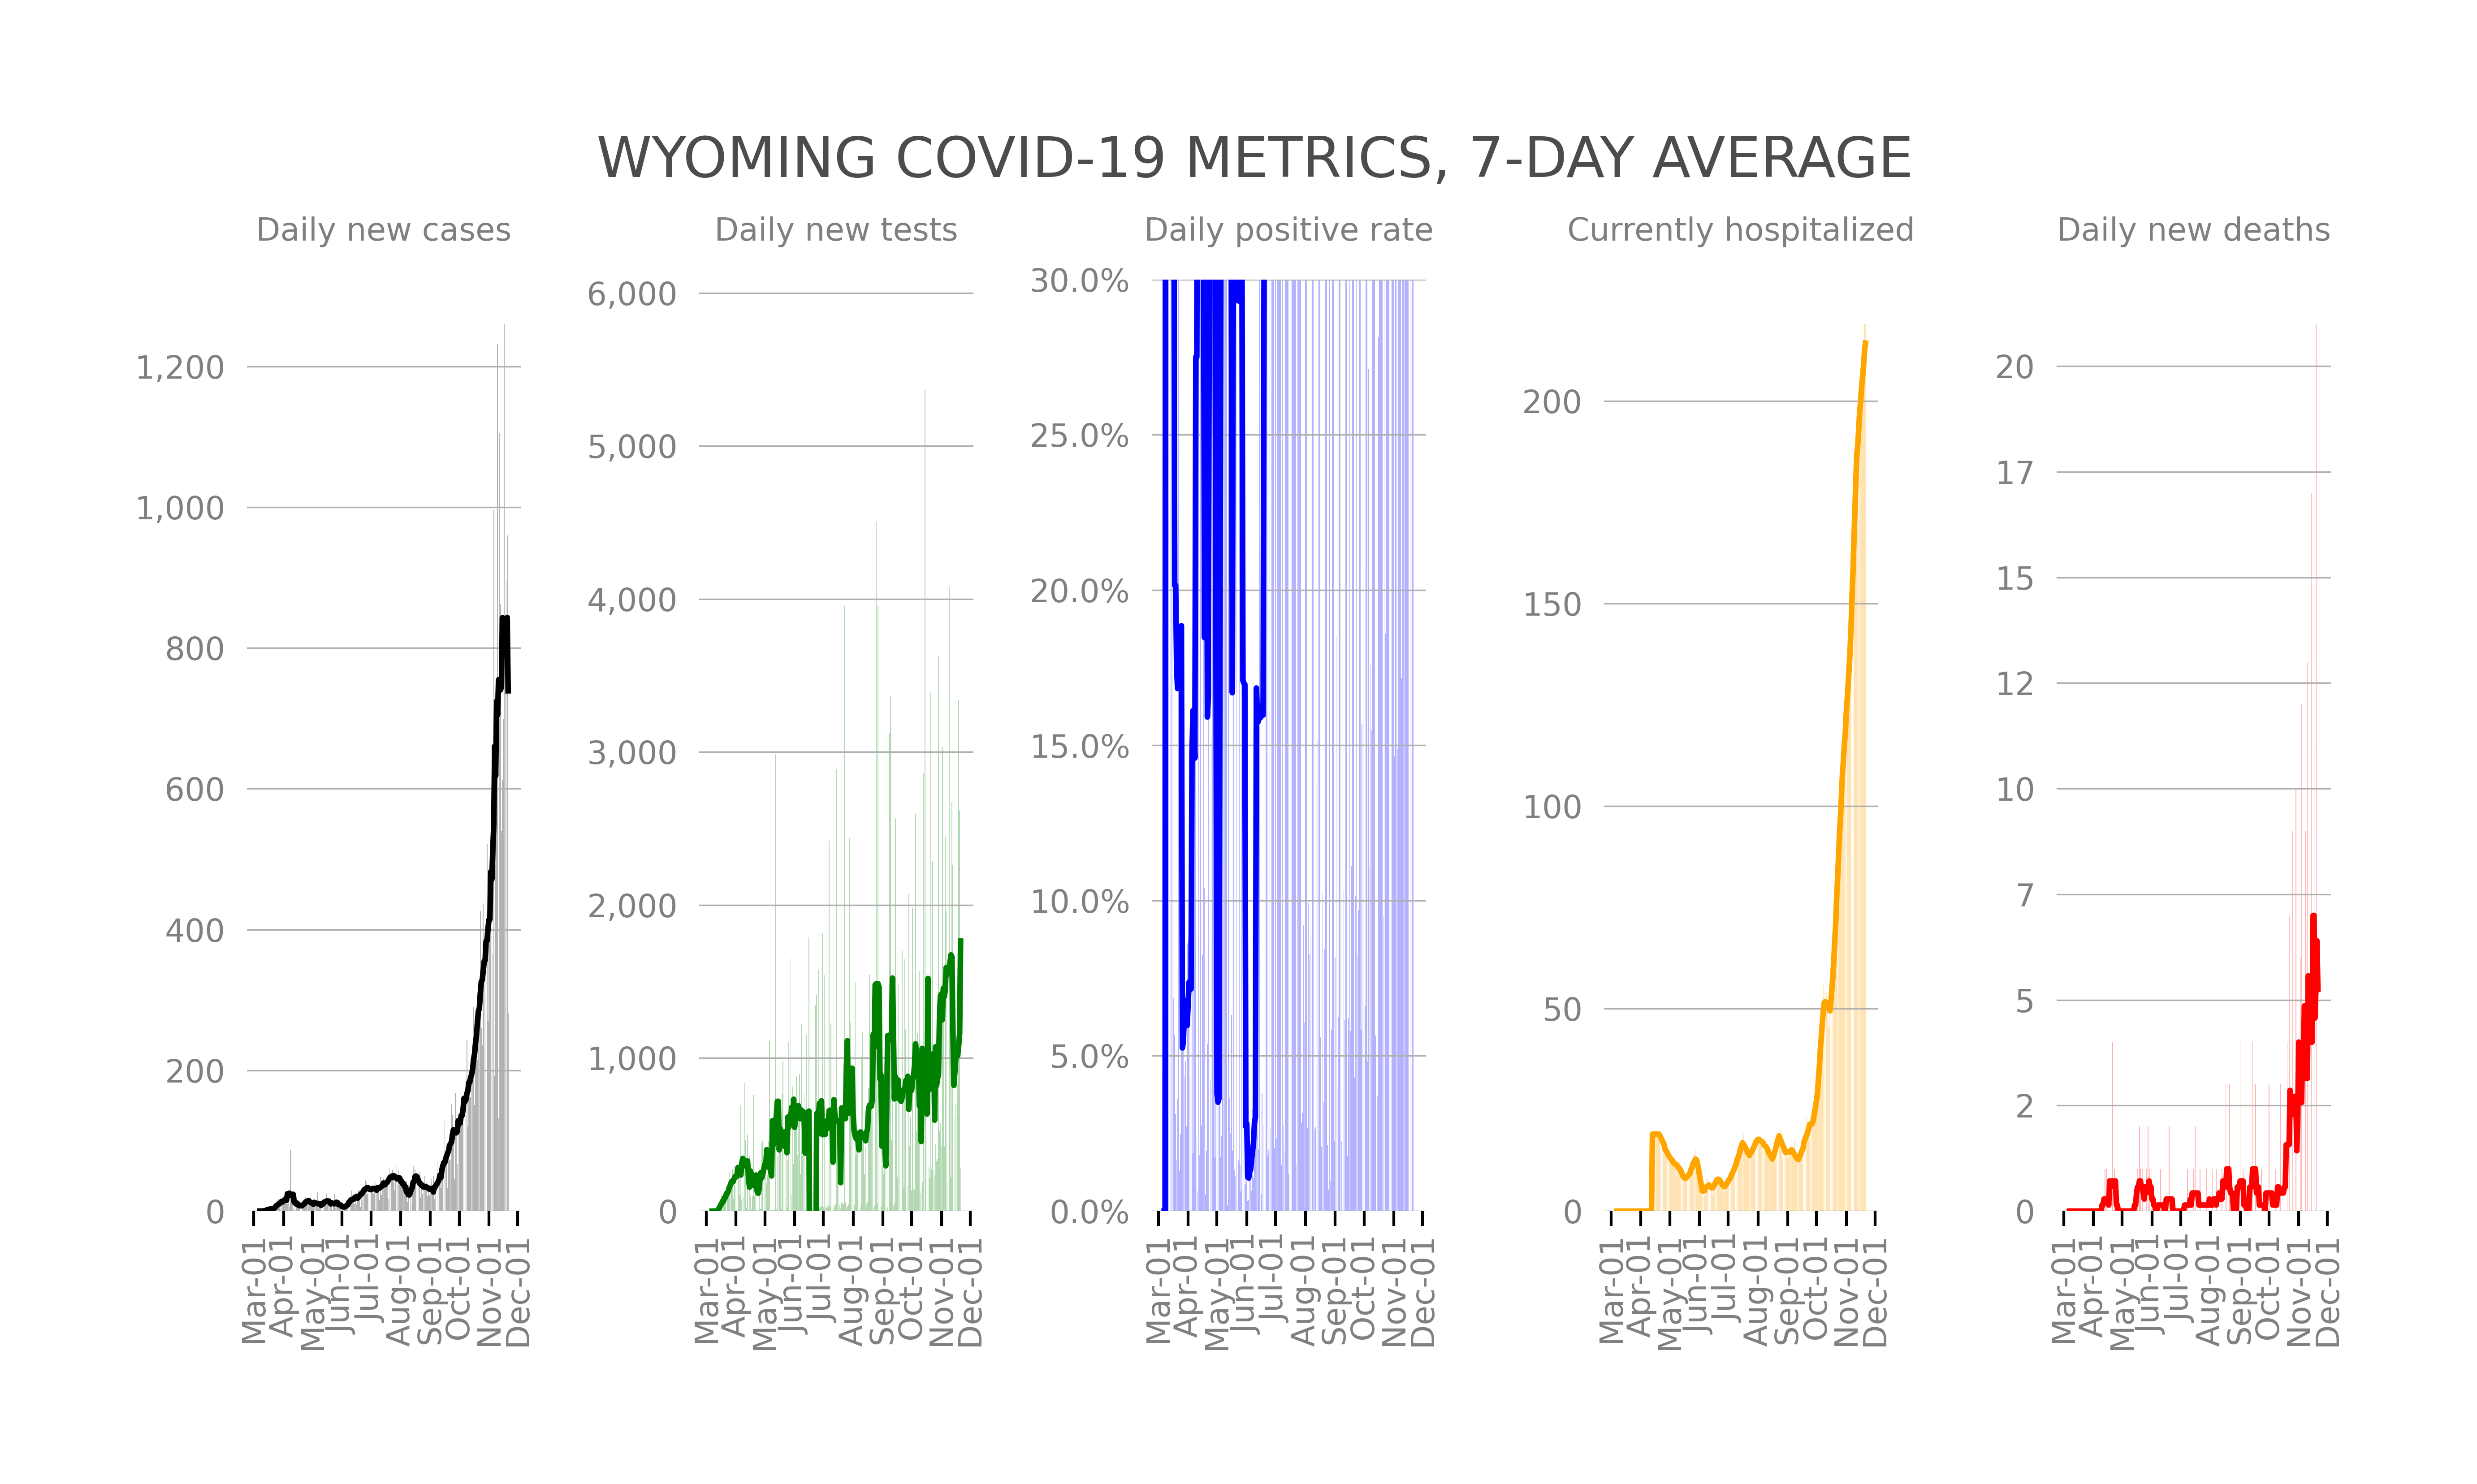 WYOMING COVID-19 METRICS, 7-DAY AVERAGE
Daily new cases
1,200
1,000
800
600
400
200
0
Mar-01
Apr-01
May-01
Jun-01
Jul-01
Aug-01
Sep-01
Oct-01
Nov-01
Dec-01
Daily new tests
6,000
5,000
4,000
3,000
2,000
1,000
0
Mar-01
Apr-01
May-01
Jun-01
Jul-01
Aug-01
Sep-01
Oct-01
Nov-01
Dec-01
Daily positive rate
30.0%
25.0%
20.0%
15.0%
10.0%
5.0%
0.0%
Mar-01
Apr-01
May-01
Jun-01
Jul-01
Aug-01
Sep-01
Oct-01
Nov-01
Dec-01
Currently hospitalized
200
150
100
50
0
Mar-01
Apr-01
May-01
Jun-01
Jul-01
Aug-01
Sep-01
Oct-01
Nov-01
Dec-01
Daily new deaths
20
17
15
12
10
7
5
2
0
Mar-01
Apr-01
May-01
Jun-01
Jul-01
Aug-01
Sep-01
Oct-01
Nov-01
Dec-01